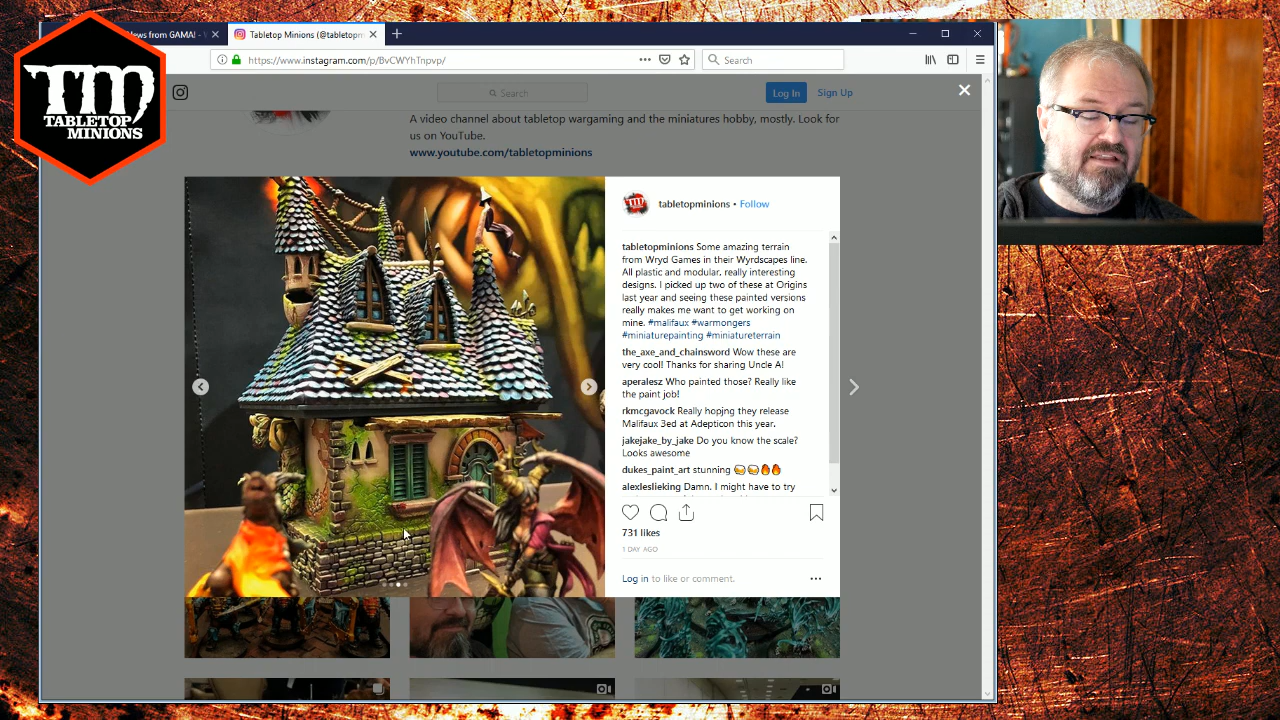 TM
TABLETOP
MINIONS
News from GAMA! - Y
Tabletop Minions (@tabletopm
https://www.instagram.com/p/BvCWYhTnpvp/
Search
Search
Log In
Sign Up
A video channel about tabletop wargaming and the miniatures hobby, mostly. Look for
us on YouTube.
www.youtube.com/tabletopminions
tabletopminions • Follow
tabletopminions Some amazing terrain
from Wryd Games in their Wyrdscapes line.
All plastic and modular, really interesting
designs. I picked up two of these at Origins
last year and seeing these painted versions
really makes me want to get working on
mine. #malifaux #warmongers
#miniaturepainting #miniatureterrain
the_axe_and_chainsword Wow these are
very cool! Thanks for sharing Uncle A!
aperalesz Who painted those? Really like
the paint job!
rkmcgavock Really hoping they release
Malifaux 3ed at Adepticon this year.
jakejake_by_jake Do you know the scale?
Looks awesome
dukes_paint_art stunning
alexleslieking Damn. I might have to try
731 likes
1 DAY AGO
Log in to like or comment.